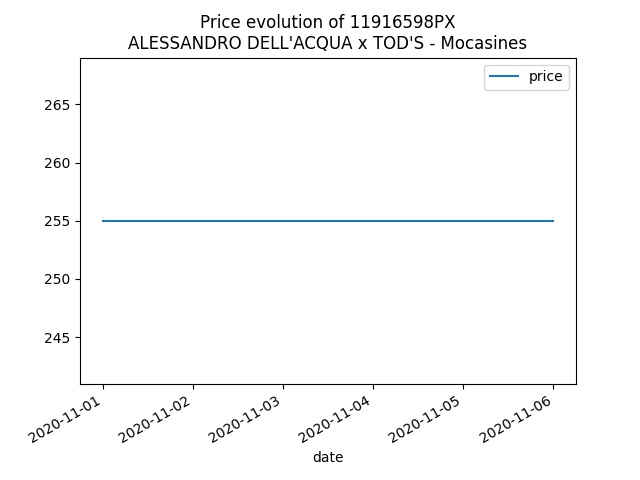 Price evolution of 11916598PX
ALESSANDRO DELL'ACQUA x TOD'S - Mocasines
price
265
260
255
250
245
2020-11-01
2020-11-02
2020-11-03
2020-11-04
2020-11-05
2020-11-06
date